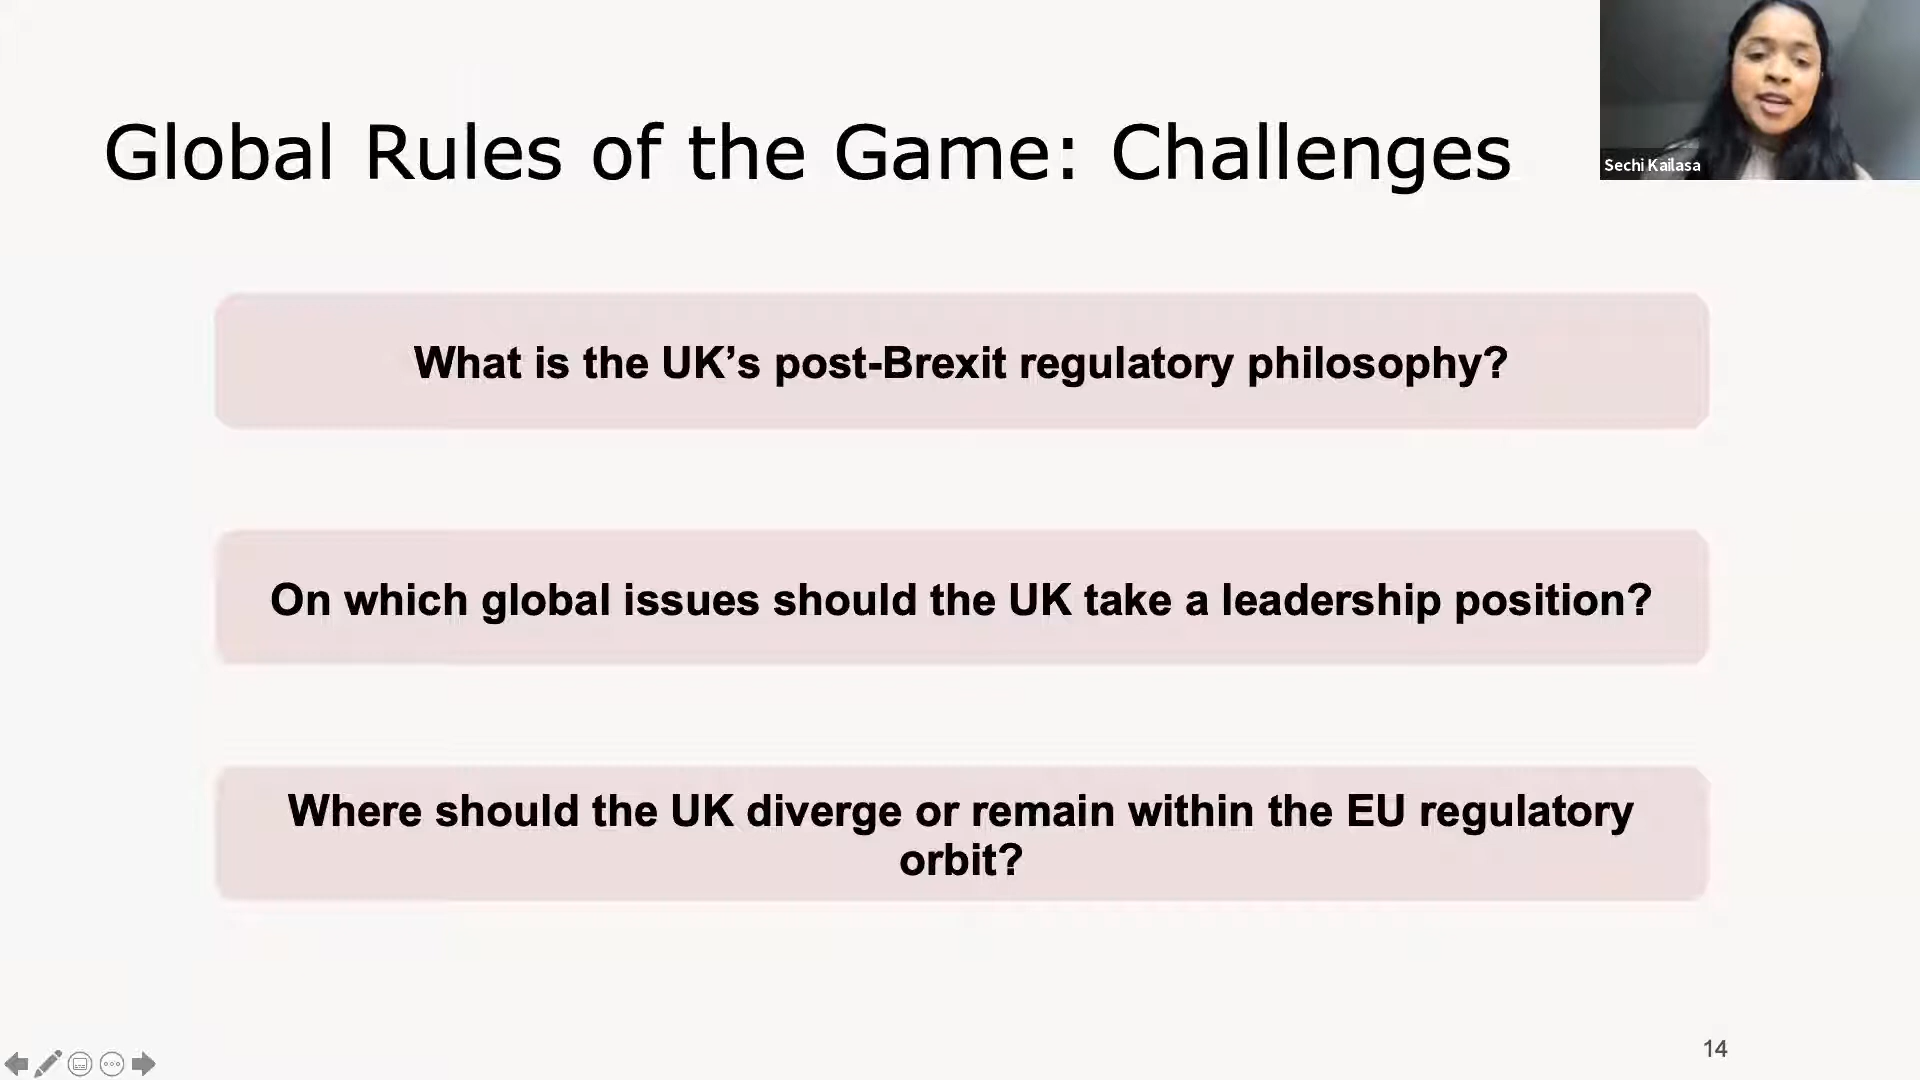 Global Rules of the Game: Challenges
Sechi Kailasa
What is the UK’s post-Brexit regulatory philosophy?
On which global issues should the UK take a leadership position?
Where should the UK diverge or remain within the EU regulatory
orbit?
14